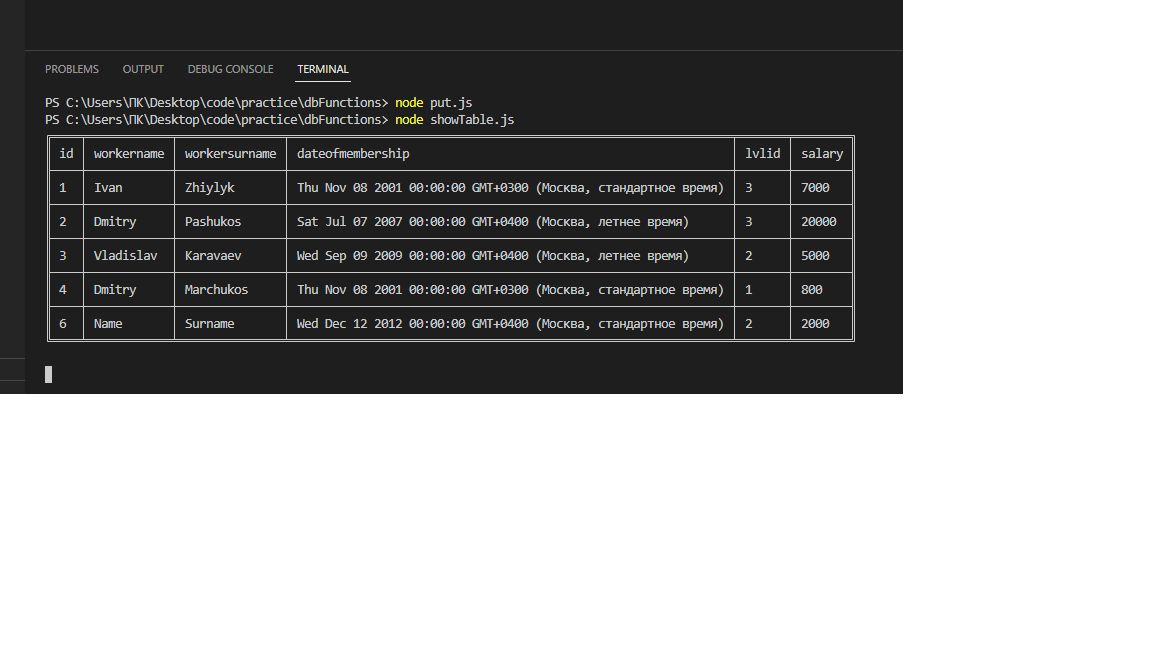 PROBLEMS OUTPUT DEBUG CONSOLE TERMINAL
PS C:\Users\ПК\Desktop\code\practice\dbFunctions> node put.js
PS C:\Users\ПК\Desktop\code\practice\dbFunctions> node showTable.js
id workername workersurname dateofmembership lvlid salary
1 Ivan Zhiylyk Thu Nov 08 2001 00:00:00 GMT+0300 (Москва, стандартное время) 3 7000
2 Dmitry Pashukos Sat Jul 07 2007 00:00:00 GMT+0400 (Москва, летнее время) 3 20000
3 Vladislav Karavaev Wed Sep 09 2009 00:00:00 GMT+0400 (Москва, летнее время) 2 5000
4 Dmitry Marchukos Thu Nov 08 2001 00:00:00 GMT+0300 (Москва, стандартное время) 1 800
6 Name Surname Wed Dec 12 2012 00:00:00 GMT+0400 (Москва, стандартное время) 2 2000